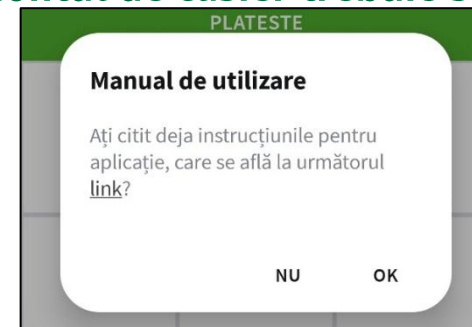 PLATESTE
Manual de utilizare
Ați citit deja instrucțiunile pentru
aplicație, care se află la următorul
link?
NU OK